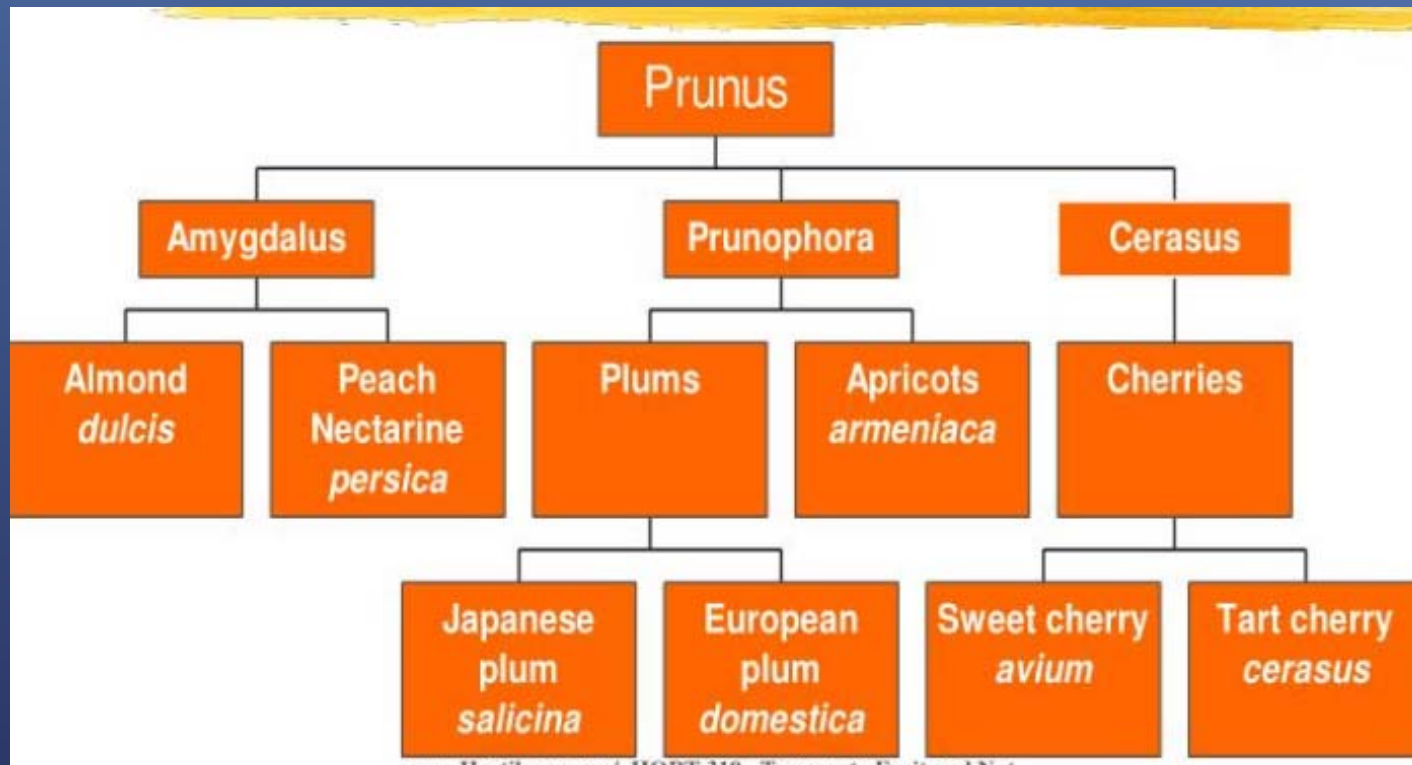 Prunus
Amygdalus
Prunophora
Cerasus
Almond
dulcis
Peach
Nectarine
persica
Plums
Apricots
armeniaca
Cherries
Japanese
plum
salicina
European
plum
domestica
Sweet cherry
avium
Tart cherry
cerasus